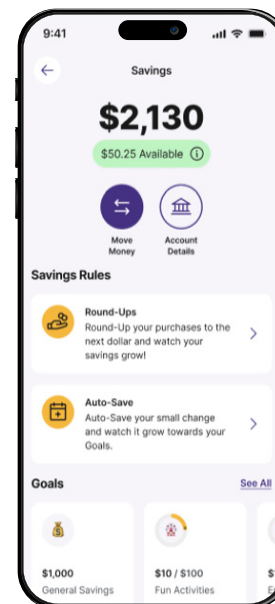 9:41
Savings
$2,130
$50.25 Available
Move
Money
Account
Details
Savings Rules
Round-Ups
Round-Up your purchases to the
next dollar and watch your
savings grow!
Auto-Save
Auto-Save your small change
and watch it grow towards your
Goals.
Goals
See All
$1,000
General Savings
$10 / $100
Fun Activities